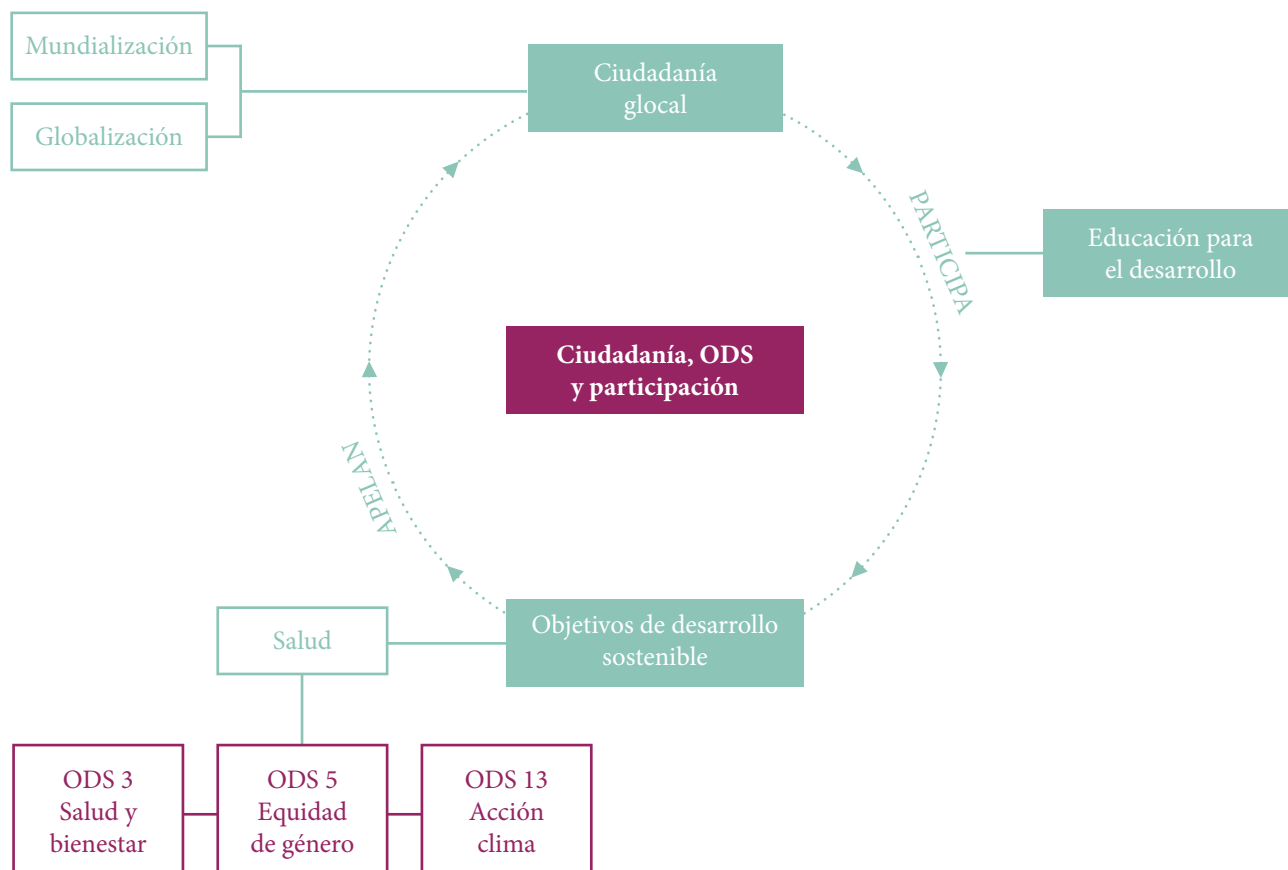 Mundialización
Globalización
Ciudadanía
glocal
PARTICIPA
Educación para
el desarrollo
Ciudadanía, ODS
y participación
APELAN
Objetivos de desarrollo
sostenible
Salud
ODS 3
Salud y
bienestar
ODS 5
Equidad
de género
ODS 13
Acción
clima